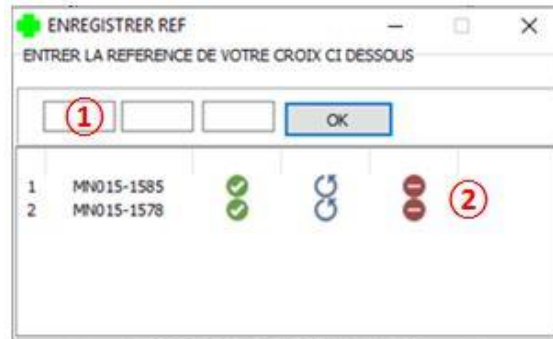 ENREGISTRER REF
ENTRER LA REFERENCE DE VOTRE CROIX CI DESSOUS
1 OK
1 MN015-1585
2 MN015-1578
2